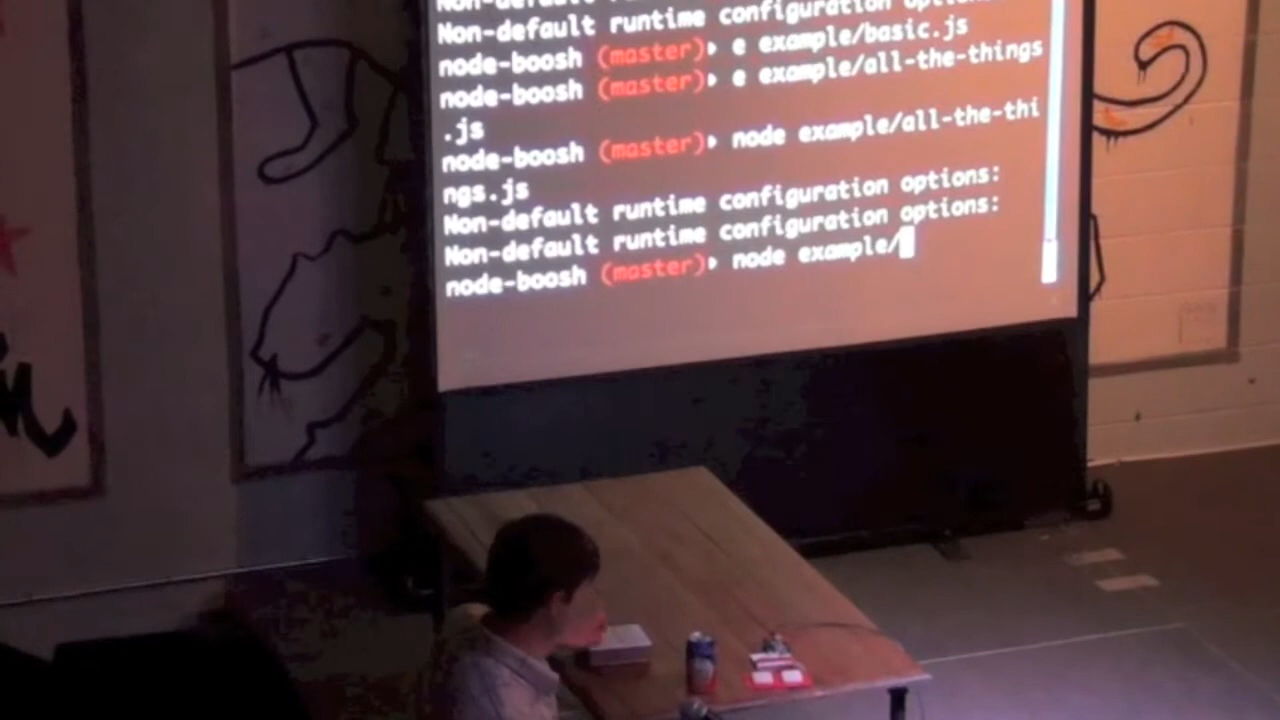 Non-default
Non-default runtime configuration
node-boosh (master)▸ e example/basic.js
node-boosh (master)▸ e example/all-the-things
.js
node-boosh (master)▸ node example/all-the-thi
ngs.js
Non-default runtime configuration options:
Non-default runtime configuration options:
node-boosh (master)▸ node example/